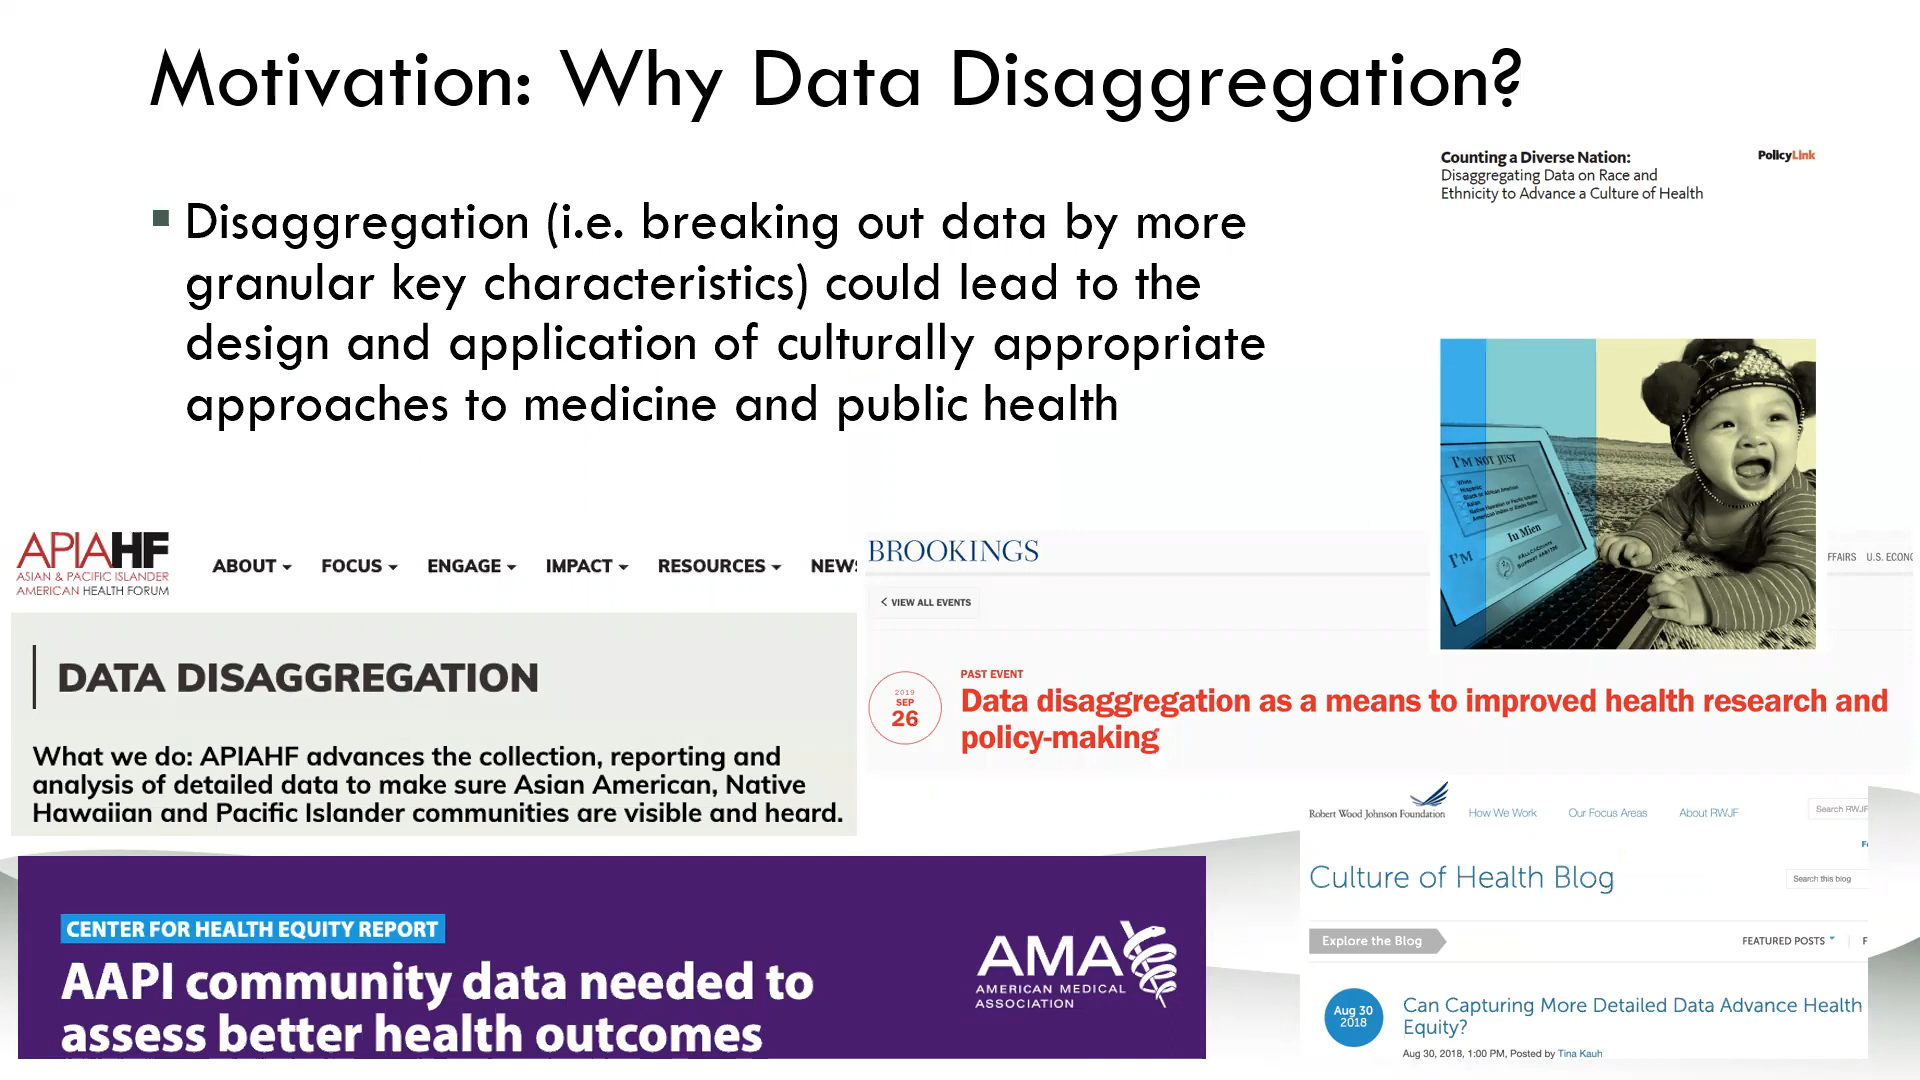 Motivation: Why Data Disaggregation?
Counting a Diverse Nation:
Disaggregating Data on Race and
Ethnicity to Advance a Culture of Health
PolicyLink
Disaggregation (i.e. breaking out data by more
granular key characteristics) could lead to the
design and application of culturally appropriate
approaches to medicine and public health
I'M NOT JUST
White
Hispanic
Black or African American
Asian
Native Hawaiian or Pacific Islander
American Indian or Alaska Native
I'M
Iu Mien
#AllCACounts
Support #AB1726
APIAHF
ASIAN & PACIFIC ISLANDER
AMERICAN HEALTH FORUM
ABOUT FOCUS ENGAGE IMPACT RESOURCES NEWS
DATA DISAGGREGATION
What we do: APIAHF advances the collection, reporting and
analysis of detailed data to make sure Asian American, Native
Hawaiian and Pacific Islander communities are visible and heard.
BROOKINGS
FFAIRS U.S. ECONO
< VIEW ALL EVENTS
2019
SEP
26
PAST EVENT
Data disaggregation as a means to improved health research and
policy-making
CENTER FOR HEALTH EQUITY REPORT
AAPI community data needed to
assess better health outcomes
AMA
AMERICAN MEDICAL
ASSOCIATION
Robert Wood Johnson Foundation
How We Work Our Focus Areas About RWJF
Search RWJF
Culture of Health Blog
Search this blog
Explore the Blog
FEATURED POSTS
Aug 30
2018
Can Capturing More Detailed Data Advance Health
Equity?
Aug 30, 2018, 1:00 PM, Posted by Tina Kauh